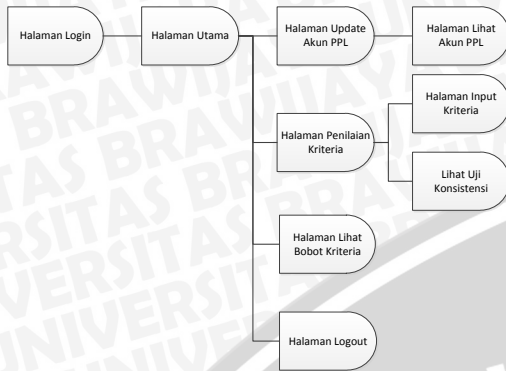 Halaman Login
Halaman Utama
Halaman Update
Akun PPL
Halaman Lihat
Akun PPL
Halaman Penilaian
Kriteria
Halaman Input
Kriteria
Lihat Uji
Konsistensi
Halaman Lihat
Bobot Kriteria
Halaman Logout